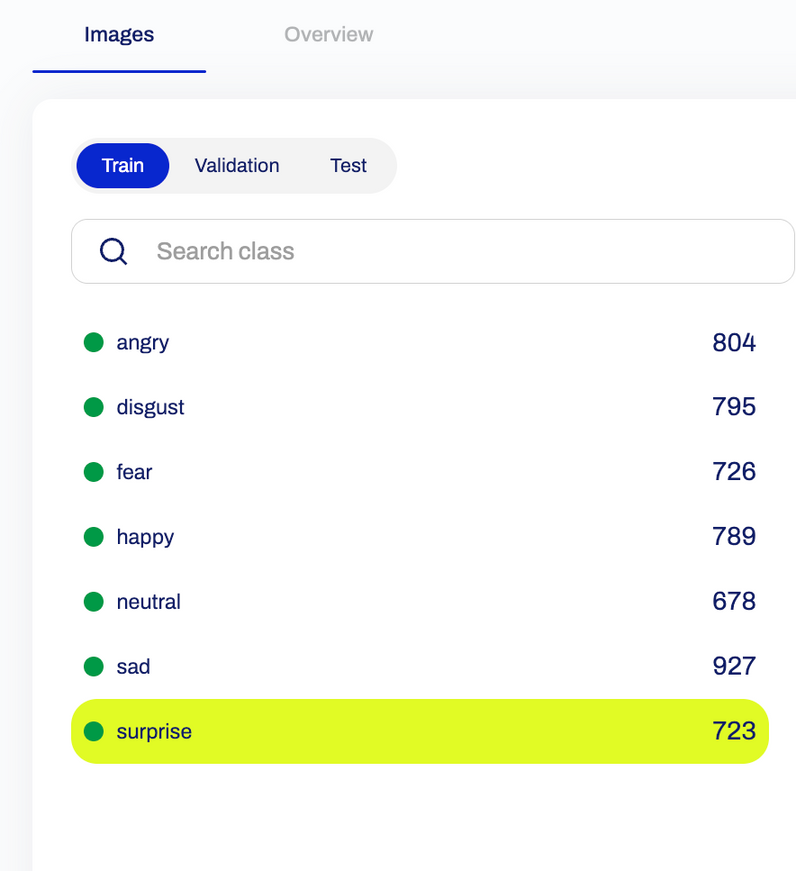 Images Overview
Train Validation Test
Search class
angry 804
disgust 795
fear 726
happy 789
neutral 678
sad 927
surprise 723